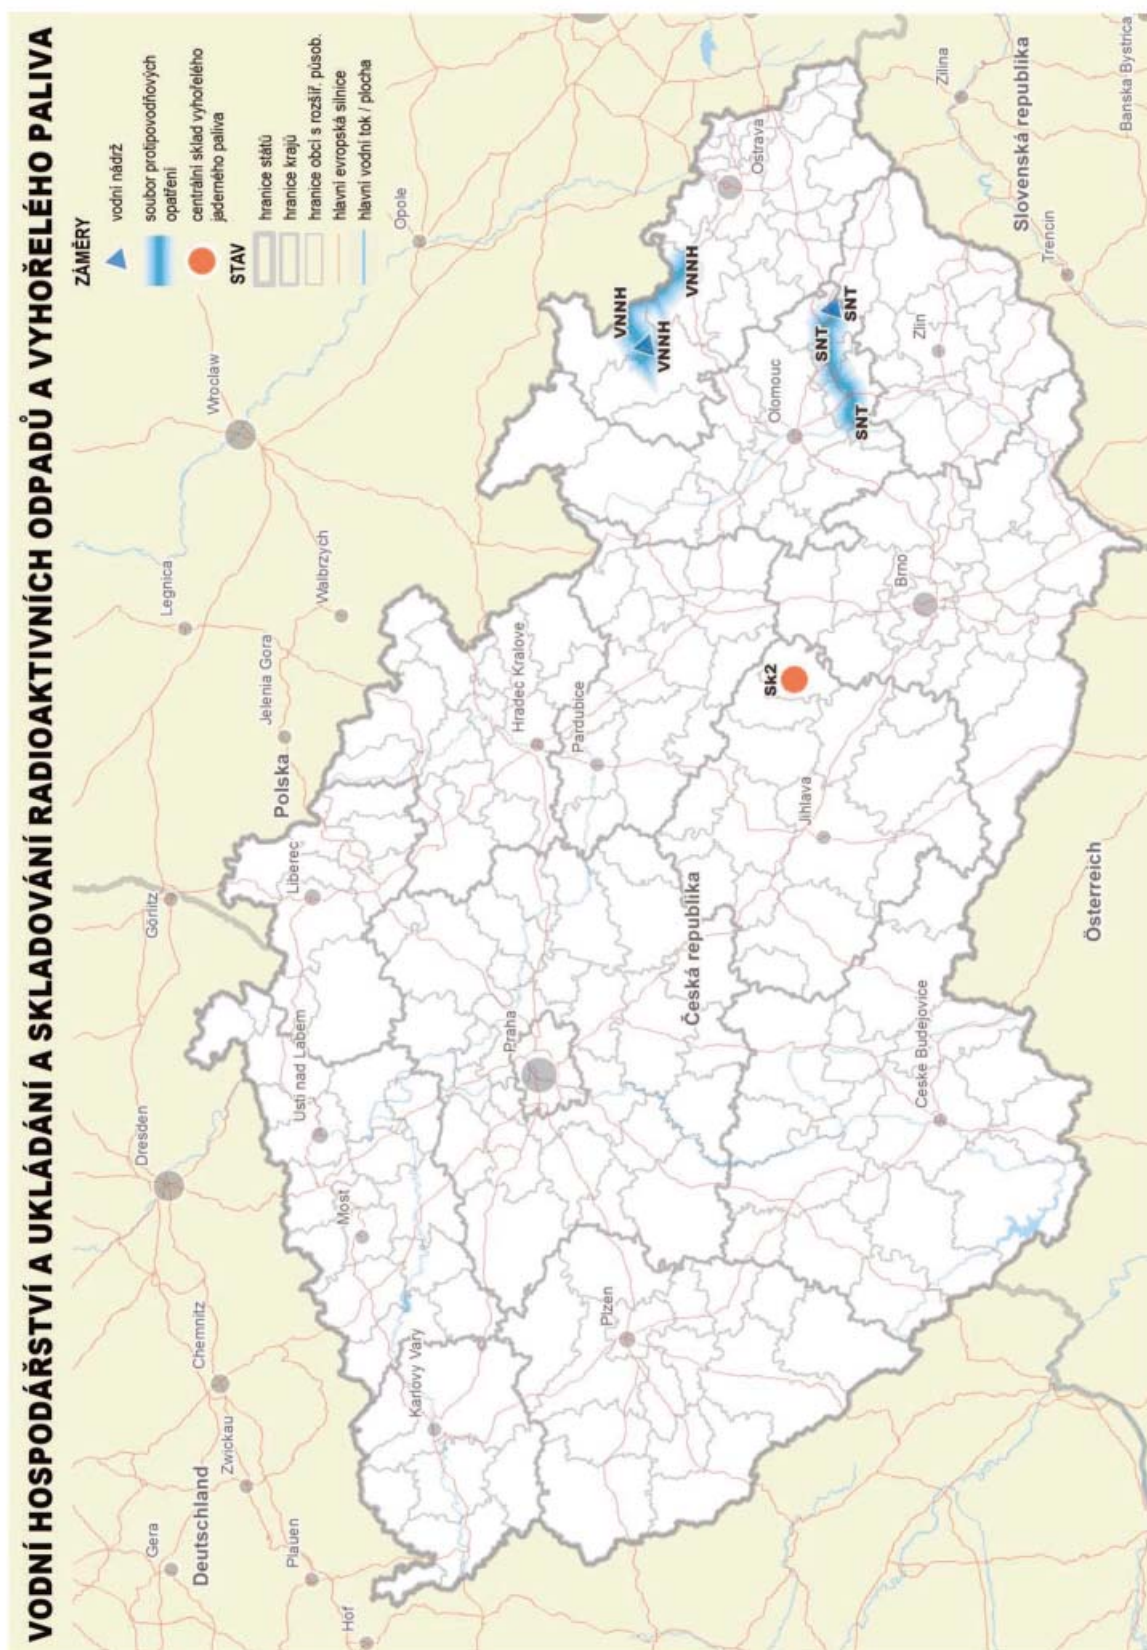 VODNÍ HOSPODÁŘSTVÍ A UKLÁDÁNÍ A SKLADOVÁNÍ RADIOAKTIVNÍCH ODPADŮ A VYHOŘELÉHO PALIVA
ZÁMĚRY
vodní nádrž
soubor protipovodňových
opatření
centrální sklad vyhořelého
jaderného paliva
STAV
hranice států
hranice krajů
hranice obcí s rozšíř. působ.
hlavní evropská silnice
hlavní vodní tok / plocha
Gera
Deutschland
Zwickau
Chemnitz
Plauen
Hof
Dresden
Görlitz
Legnica
Wroclaw
Jelenia Gora
Walbrzych
Polska
Opole
Liberec
Usti nad Labem
Most
Karlovy Vary
Praha
Hradec Kralove
Pardubice
Plzen
Česká republika
Sk2
Jihlava
Ceske Budejovice
Brno
Olomouc
VNNH
VNNH
VNNH
SNT
SNT
SNT
Ostrava
Zlin
Zilina
Slovenská republika
Trencin
Banska Bystrica
Österreich